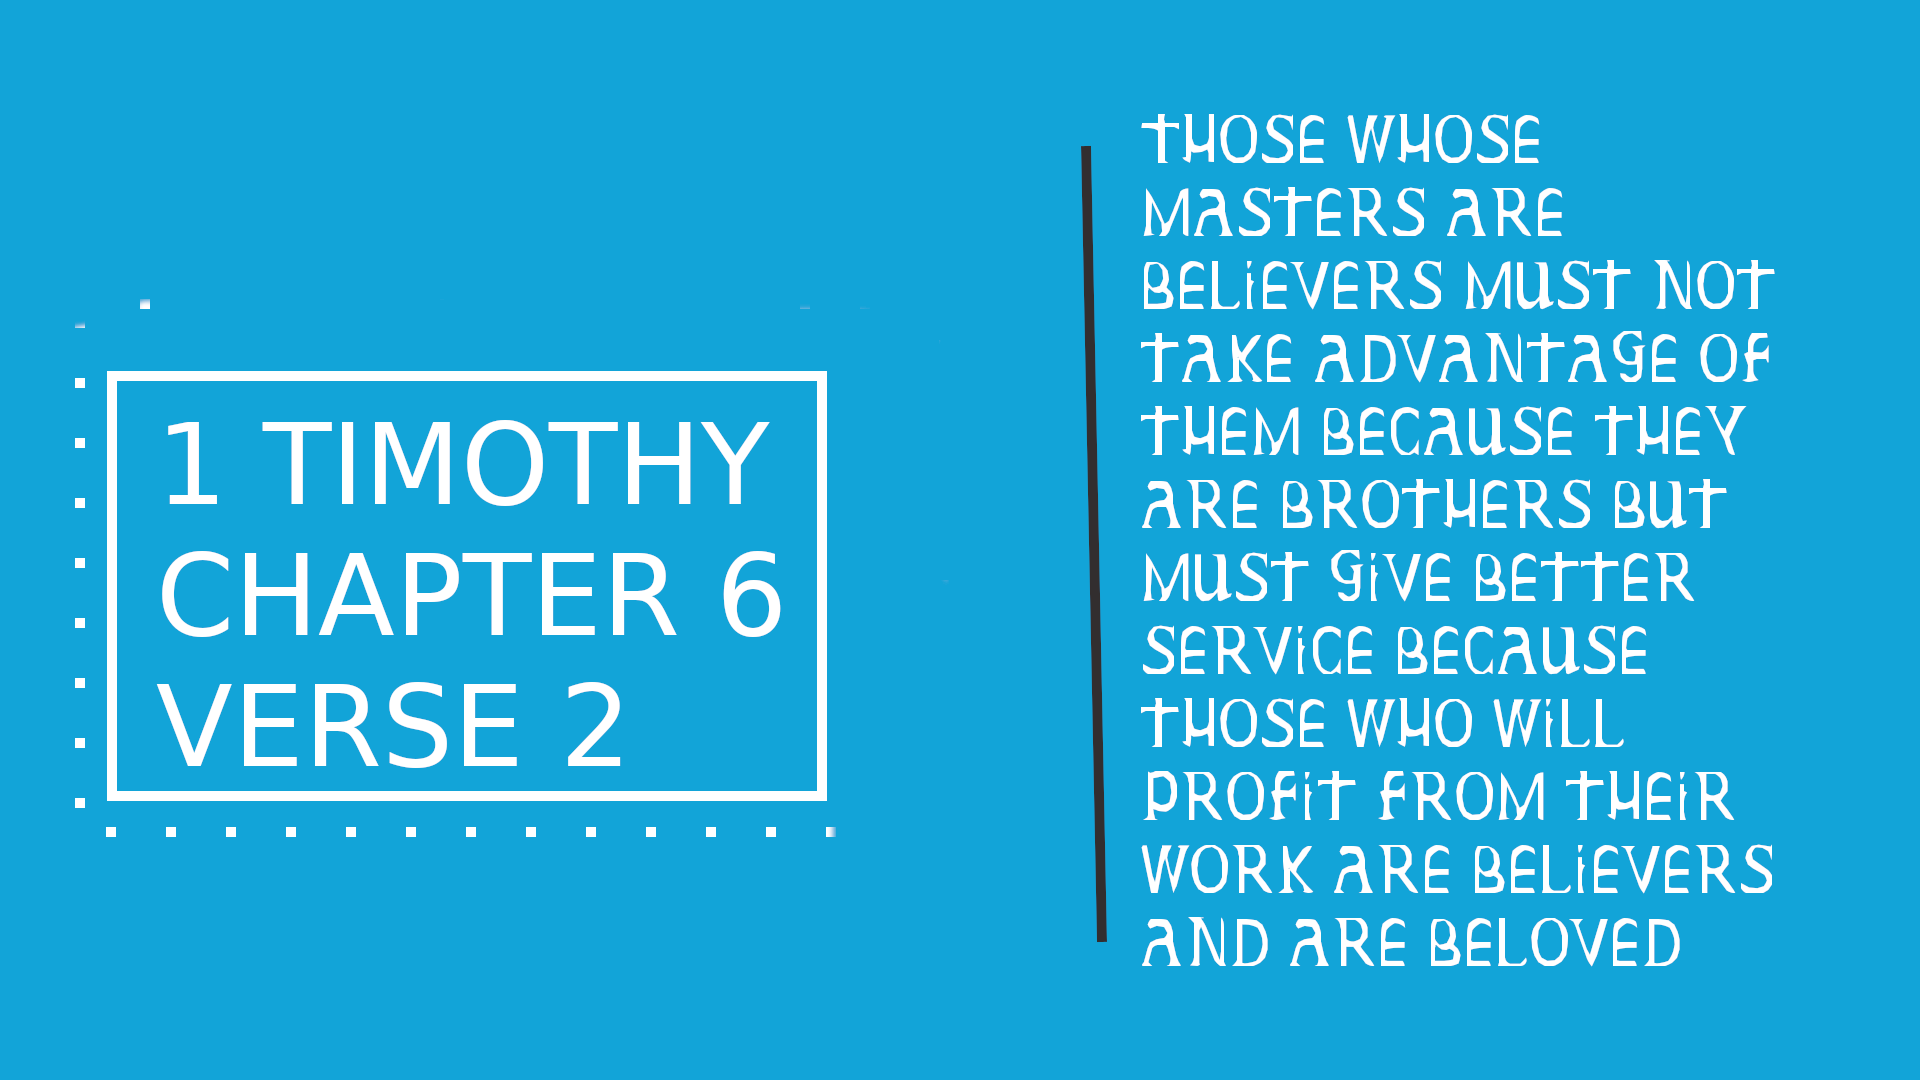 1 TIMOTHY
CHAPTER 6
VERSE 2
THOSE WHOSE
MASTERS ARE
BELiEVERS MUST NOT
TAKE ADVANTAGE OF
THEM BECAUSE THEY
ARE BROTHERS BUT
MUST GiVE BETTER
SERViCE BECAUSE
THOSE WHO WiLL
PROFiT FROM THEiR
WORK ARE BELiEVERS
AND ARE BELOVED